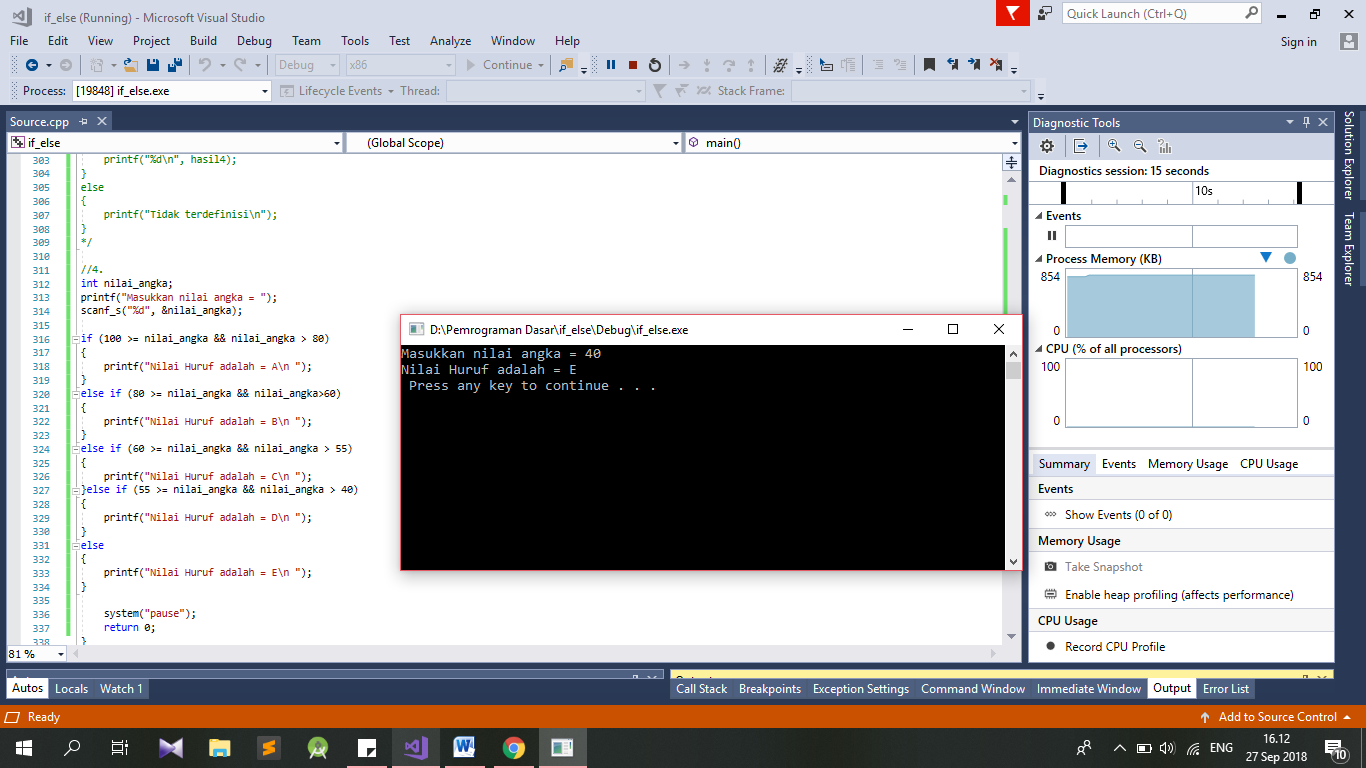 if_else (Running) - Microsoft Visual Studio
Quick Launch (Ctrl+Q)
File Edit View Project Build Debug Team Tools Test Analyze Window Help
Sign in
Debug x86 Continue
Process: [19848] if_else.exe Lifecycle Events Thread: Stack Frame:
Source.cpp
if_else (Global Scope) main()
303 printf("%d\n", hasil4);
304 }
305 else
306 {
307 printf("Tidak terdefinisi\n");
308 }
309 */
310
311 //4.
312 int nilai_angka;
313 printf("Masukkan nilai angka = ");
314 scanf_s("%d", &nilai_angka);
315
316 if (100 >= nilai_angka && nilai_angka > 80)
317 {
318 printf("Nilai Huruf adalah = A\n ");
319 }
320 else if (80 >= nilai_angka && nilai_angka>60)
321 {
322 printf("Nilai Huruf adalah = B\n ");
323 }
324 else if (60 >= nilai_angka && nilai_angka > 55)
325 {
326 printf("Nilai Huruf adalah = C\n ");
327 }else if (55 >= nilai_angka && nilai_angka > 40)
328 {
329 printf("Nilai Huruf adalah = D\n ");
330 }
331 else
332 {
333 printf("Nilai Huruf adalah = E\n ");
334 }
335
336 system("pause");
337 return 0;
338 }
81 %
D:\Pemrograman Dasar\if_else\Debug\if_else.exe
Masukkan nilai angka = 40
Nilai Huruf adalah = E
Press any key to continue . . .
Diagnostic Tools
Diagnostics session: 15 seconds
10s
Events
Process Memory (KB)
854 854
0 0
CPU (% of all processors)
100 100
0 0
Summary Events Memory Usage CPU Usage
Events
Show Events (0 of 0)
Memory Usage
Take Snapshot
Enable heap profiling (affects performance)
CPU Usage
Record CPU Profile
Solution Explorer
Team Explorer
Autos Locals Watch 1
Call Stack Breakpoints Exception Settings Command Window Immediate Window Output Error List
Ready
Add to Source Control
ENG
16.12
27 Sep 2018
10